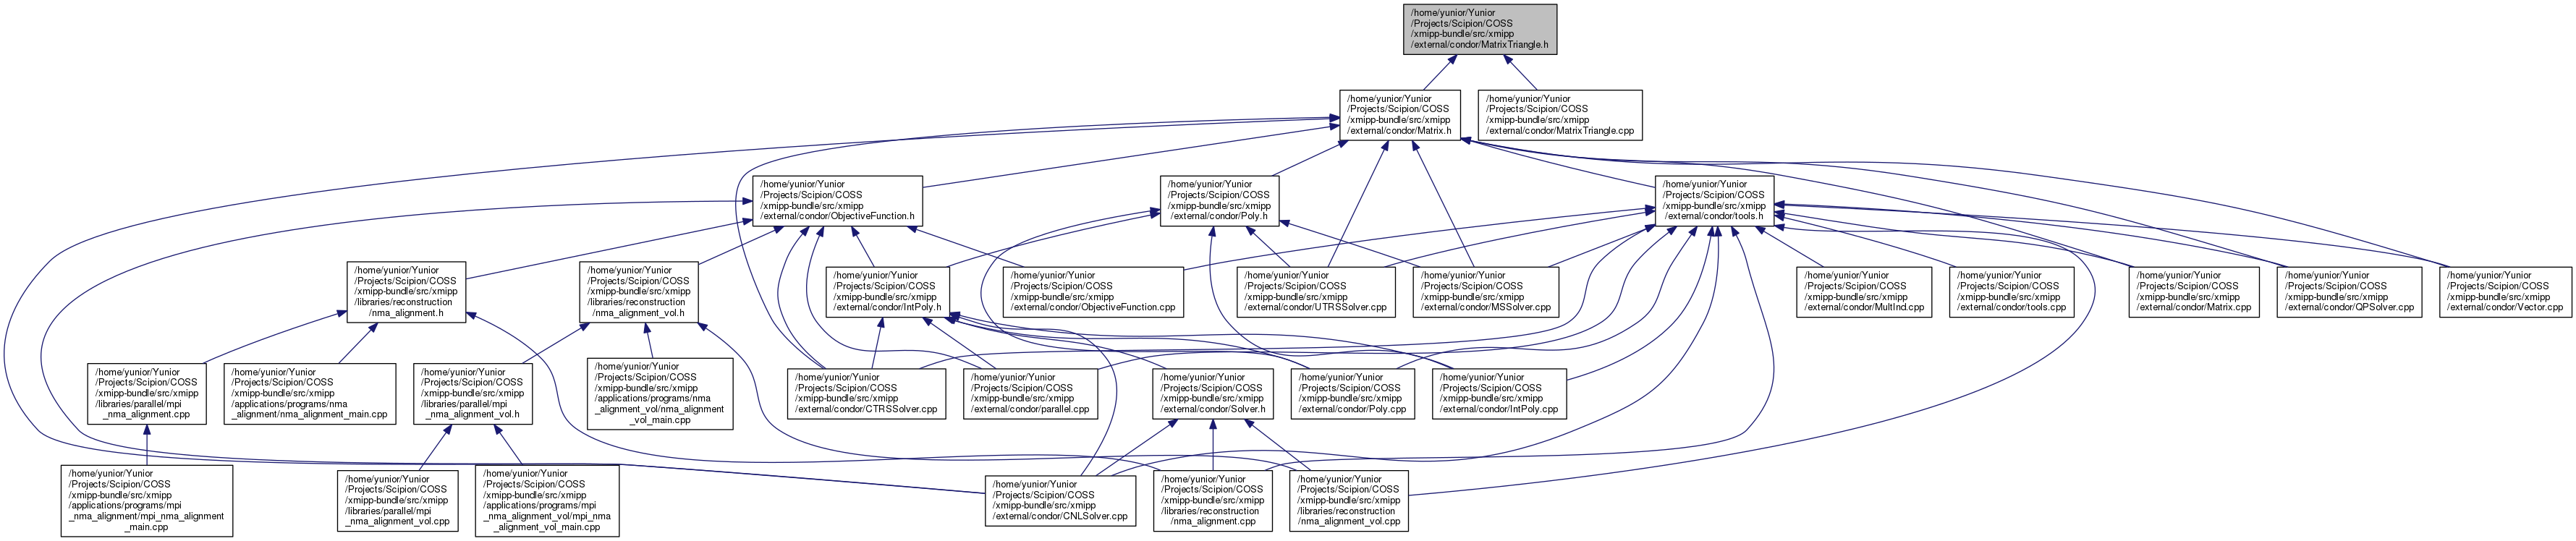 /home/yunior/Yunior
/Projects/Scipion/COSS
/xmipp-bundle/src/xmipp
/external/condor/MatrixTriangle.h
/home/yunior/Yunior
/Projects/Scipion/COSS
/xmipp-bundle/src/xmipp
/external/condor/Matrix.h
/home/yunior/Yunior
/Projects/Scipion/COSS
/xmipp-bundle/src/xmipp
/external/condor/MatrixTriangle.cpp
/home/yunior/Yunior
/Projects/Scipion/COSS
/xmipp-bundle/src/xmipp
/external/condor/ObjectiveFunction.h
/home/yunior/Yunior
/Projects/Scipion/COSS
/xmipp-bundle/src/xmipp
/external/condor/Poly.h
/home/yunior/Yunior
/Projects/Scipion/COSS
/xmipp-bundle/src/xmipp
/external/condor/tools.h
/home/yunior/Yunior
/Projects/Scipion/COSS
/xmipp-bundle/src/xmipp
/libraries/reconstruction
/nma_alignment.h
/home/yunior/Yunior
/Projects/Scipion/COSS
/xmipp-bundle/src/xmipp
/libraries/reconstruction
/nma_alignment_vol.h
/home/yunior/Yunior
/Projects/Scipion/COSS
/xmipp-bundle/src/xmipp
/external/condor/IntPoly.h
/home/yunior/Yunior
/Projects/Scipion/COSS
/xmipp-bundle/src/xmipp
/external/condor/ObjectiveFunction.cpp
/home/yunior/Yunior
/Projects/Scipion/COSS
/xmipp-bundle/src/xmipp
/external/condor/UTRSSolver.cpp
/home/yunior/Yunior
/Projects/Scipion/COSS
/xmipp-bundle/src/xmipp
/external/condor/MSSolver.cpp
/home/yunior/Yunior
/Projects/Scipion/COSS
/xmipp-bundle/src/xmipp
/external/condor/MultInd.cpp
/home/yunior/Yunior
/Projects/Scipion/COSS
/xmipp-bundle/src/xmipp
/external/condor/tools.cpp
/home/yunior/Yunior
/Projects/Scipion/COSS
/xmipp-bundle/src/xmipp
/external/condor/Matrix.cpp
/home/yunior/Yunior
/Projects/Scipion/COSS
/xmipp-bundle/src/xmipp
/external/condor/QPSolver.cpp
/home/yunior/Yunior
/Projects/Scipion/COSS
/xmipp-bundle/src/xmipp
/external/condor/Vector.cpp
/home/yunior/Yunior
/Projects/Scipion/COSS
/xmipp-bundle/src/xmipp
/libraries/parallel/mpi
_nma_alignment.cpp
/home/yunior/Yunior
/Projects/Scipion/COSS
/xmipp-bundle/src/xmipp
/applications/programs/nma
_alignment/nma_alignment_main.cpp
/home/yunior/Yunior
/Projects/Scipion/COSS
/xmipp-bundle/src/xmipp
/libraries/parallel/mpi
_nma_alignment_vol.h
/home/yunior/Yunior
/Projects/Scipion/COSS
/xmipp-bundle/src/xmipp
/applications/programs/nma
_alignment_vol/nma_alignment
_vol_main.cpp
/home/yunior/Yunior
/Projects/Scipion/COSS
/xmipp-bundle/src/xmipp
/external/condor/CTRSSolver.cpp
/home/yunior/Yunior
/Projects/Scipion/COSS
/xmipp-bundle/src/xmipp
/external/condor/parallel.cpp
/home/yunior/Yunior
/Projects/Scipion/COSS
/xmipp-bundle/src/xmipp
/external/condor/Solver.h
/home/yunior/Yunior
/Projects/Scipion/COSS
/xmipp-bundle/src/xmipp
/external/condor/Poly.cpp
/home/yunior/Yunior
/Projects/Scipion/COSS
/xmipp-bundle/src/xmipp
/external/condor/IntPoly.cpp
/home/yunior/Yunior
/Projects/Scipion/COSS
/xmipp-bundle/src/xmipp
/applications/programs/mpi
_nma_alignment/mpi_nma_alignment
_main.cpp
/home/yunior/Yunior
/Projects/Scipion/COSS
/xmipp-bundle/src/xmipp
/libraries/parallel/mpi
_nma_alignment_vol.cpp
/home/yunior/Yunior
/Projects/Scipion/COSS
/xmipp-bundle/src/xmipp
/applications/programs/mpi
_nma_alignment_vol/mpi_nma
_alignment_vol_main.cpp
/home/yunior/Yunior
/Projects/Scipion/COSS
/xmipp-bundle/src/xmipp
/external/condor/CNLSolver.cpp
/home/yunior/Yunior
/Projects/Scipion/COSS
/xmipp-bundle/src/xmipp
/libraries/reconstruction
/nma_alignment.cpp
/home/yunior/Yunior
/Projects/Scipion/COSS
/xmipp-bundle/src/xmipp
/libraries/reconstruction
/nma_alignment_vol.cpp